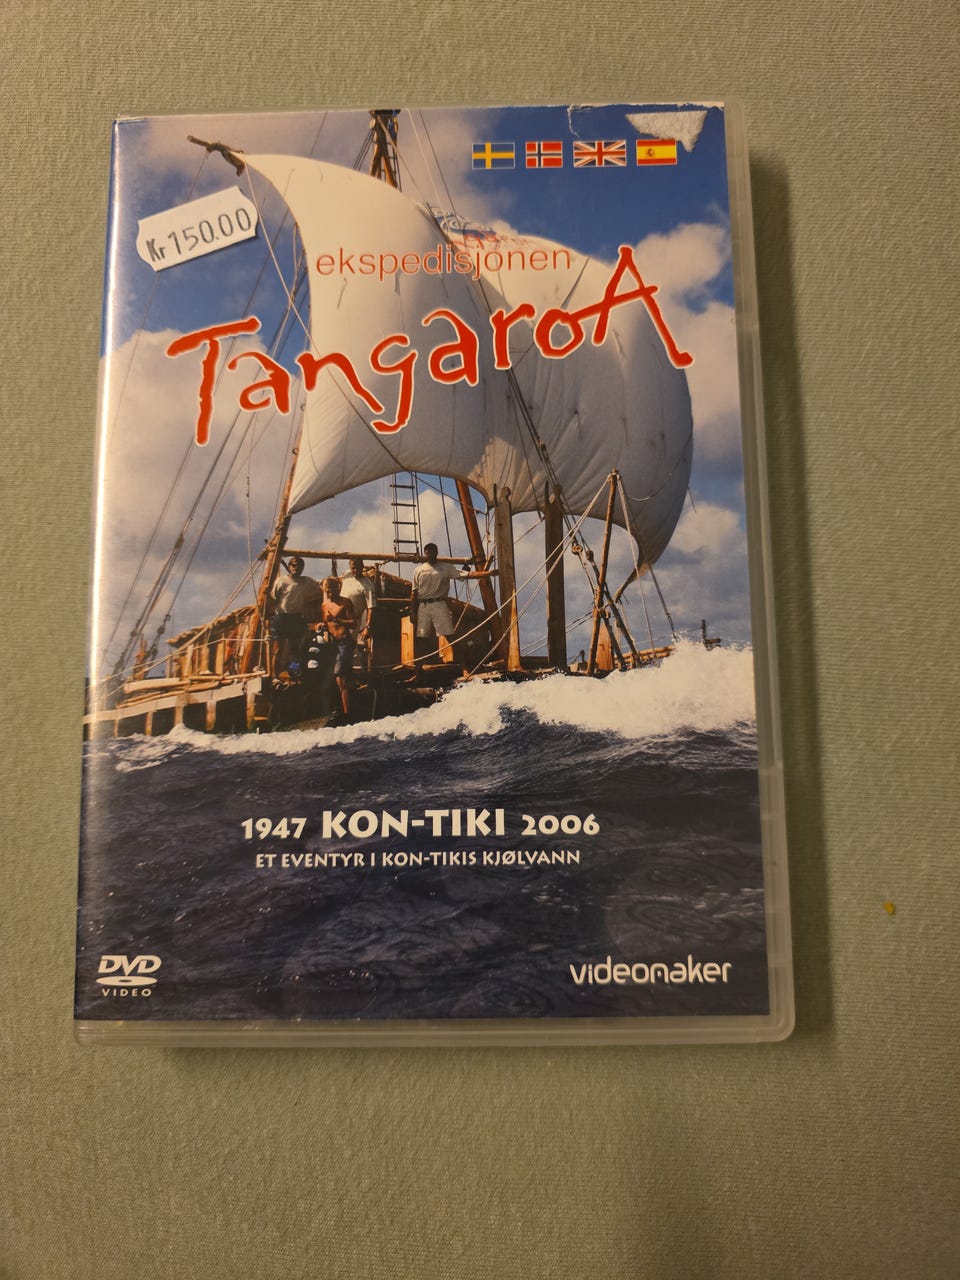 Kr 150.00
ekspedisjonen
TangaroA
1947 KON-TIKI 2006
ET EVENTYR I KON-TIKIS KJØLVANN
DVD
VIDEO
videomaker